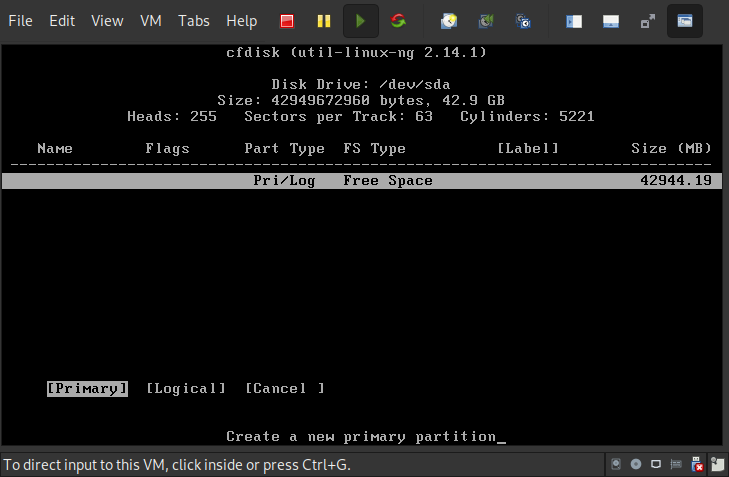 File Edit View VM Tabs Help
cfdisk (util-linux-ng 2.14.1)
Disk Drive: /dev/sda
Size: 42949672960 bytes, 42.9 GB
Heads: 255 Sectors per Track: 63 Cylinders: 5221
Name Flags Part Type FS Type [Label] Size (MB)
Pri/Log Free Space 42944.19
[Primary] [Logical] [Cancel ]
Create a new primary partition_
To direct input to this VM, click inside or press Ctrl+G.